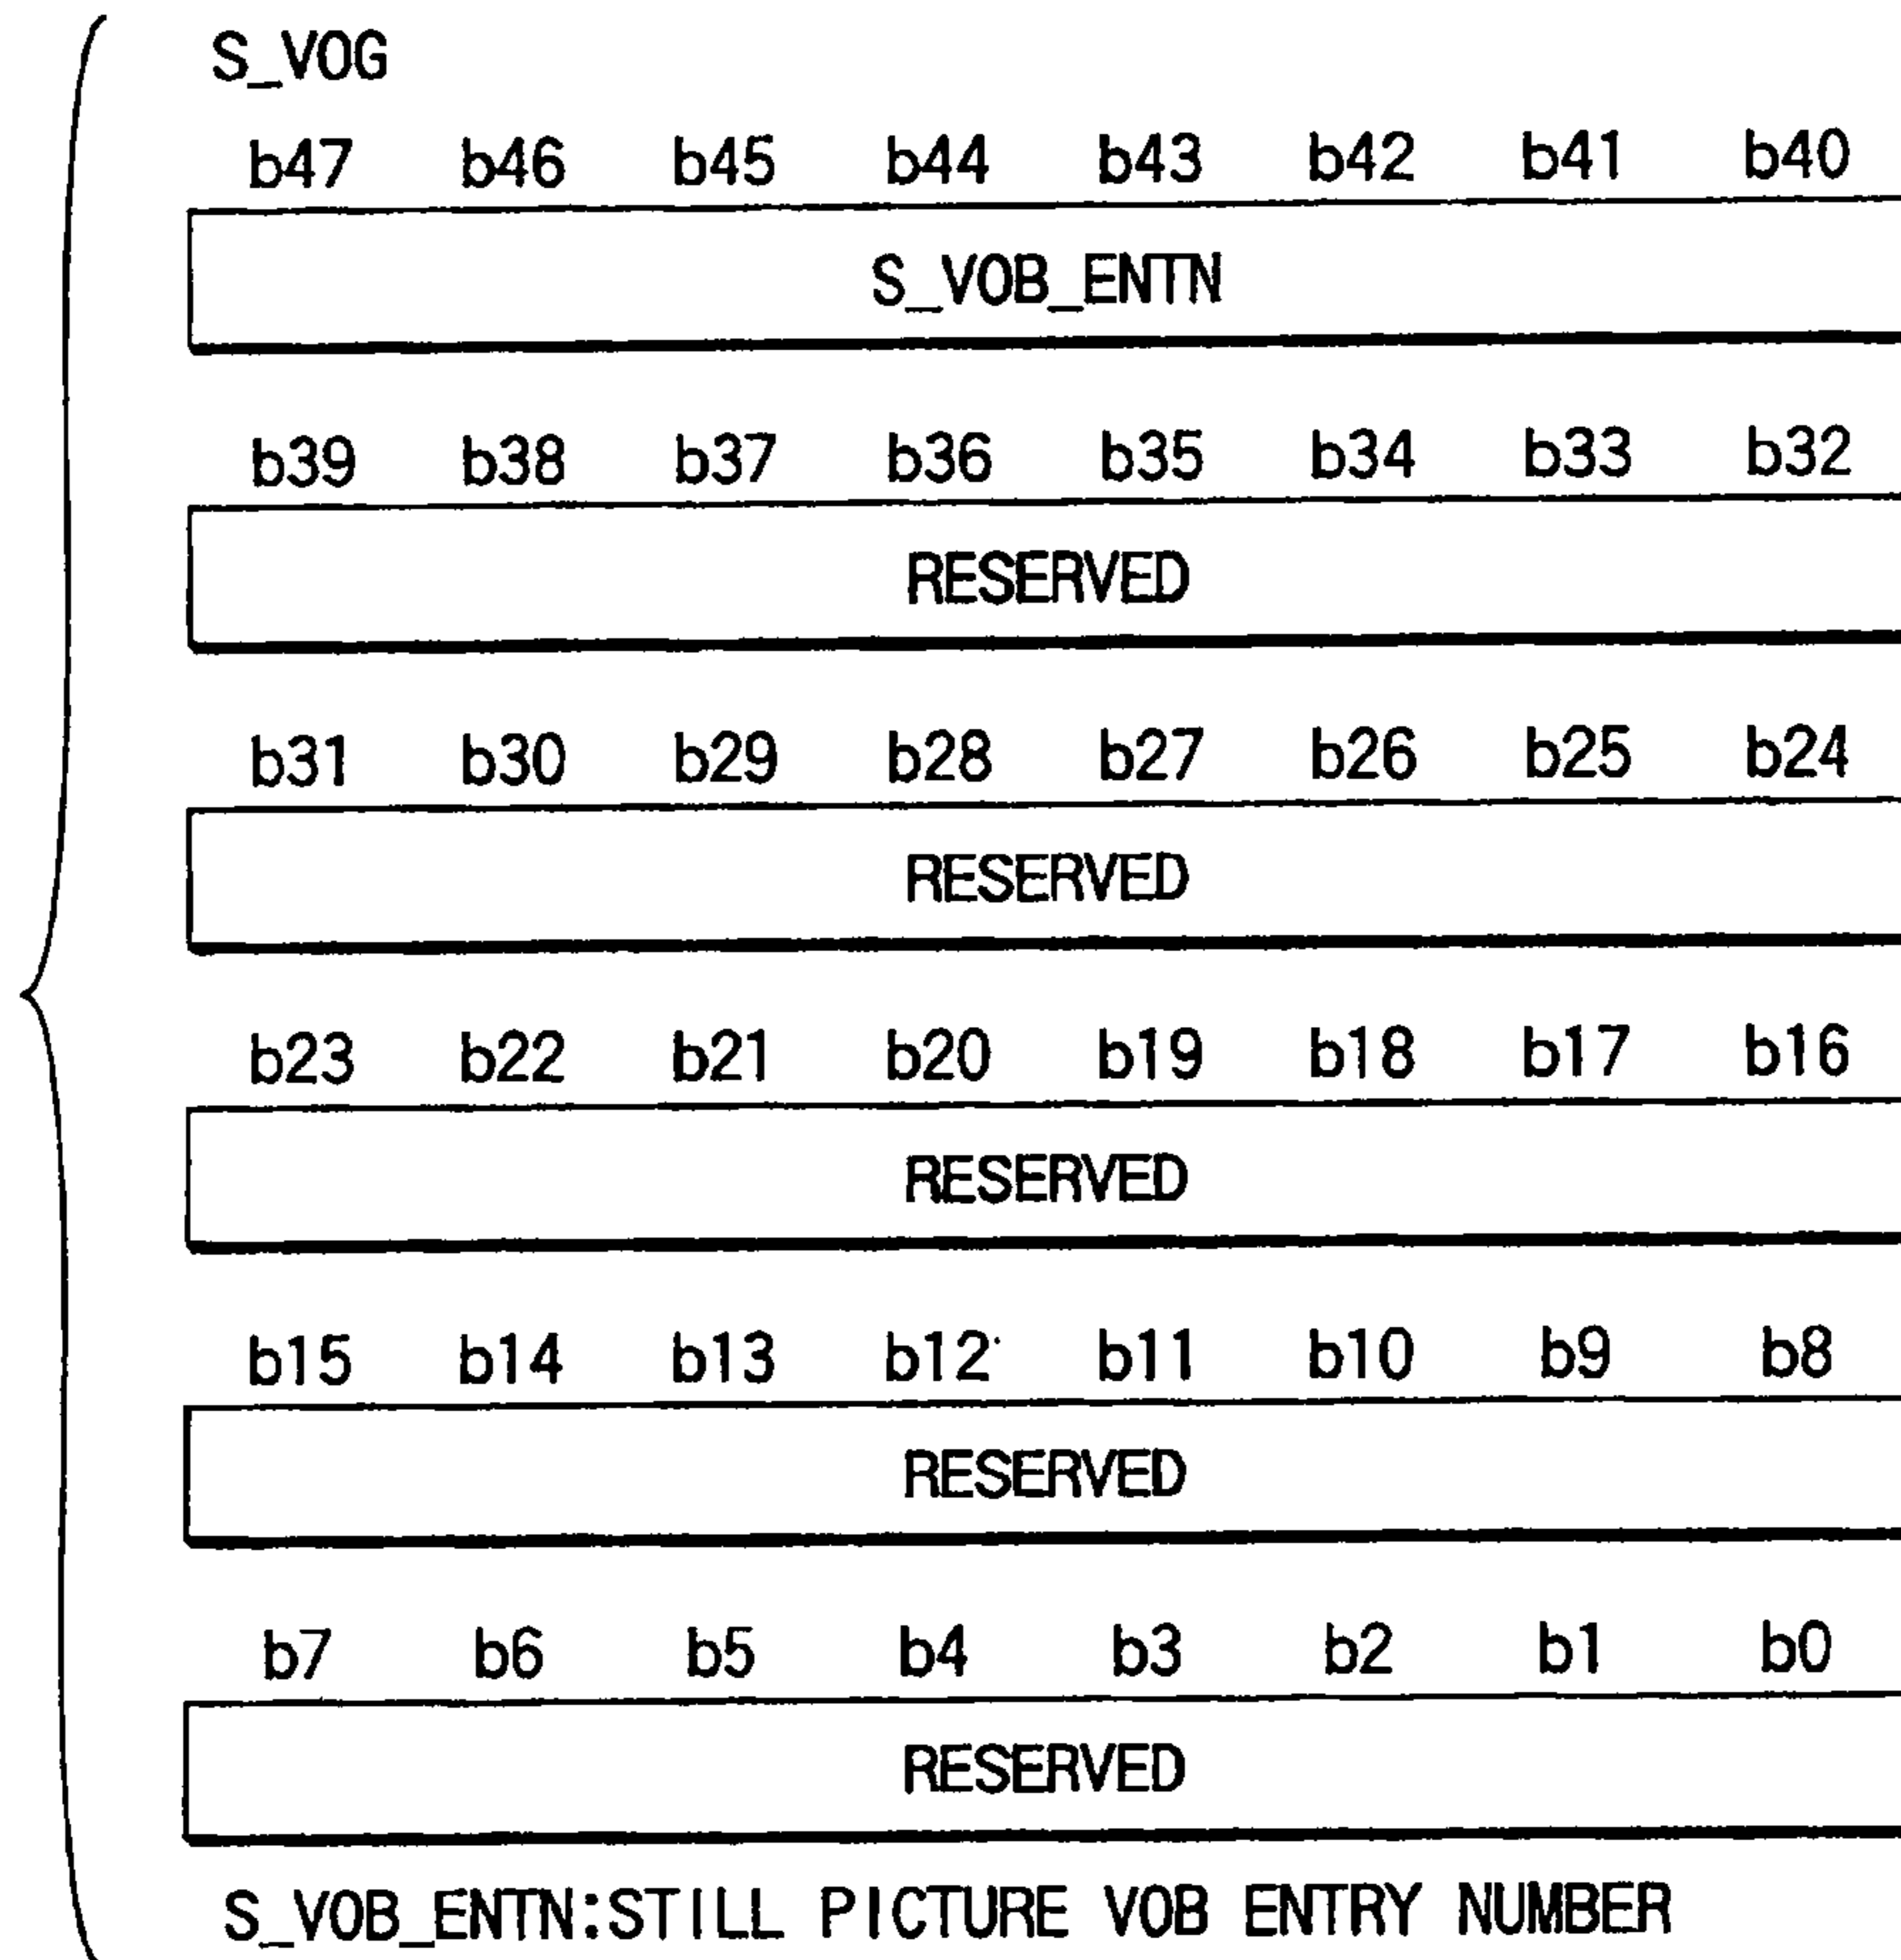 S_VOG
b47 b46 b45 b44 b43 b42 b41 b40
S_VOB_ENTN
b39 b38 b37 b36 b35 b34 b33 b32
RESERVED
b31 b30 b29 b28 b27 b26 b25 b24
RESERVED
b23 b22 b21 b20 b19 b18 b17 b16
RESERVED
b15 b14 b13 b12 b11 b10 b9 b8
RESERVED
b7 b6 b5 b4 b3 b2 b1 b0
RESERVED
S_VOB_ENTN:STILL PICTURE VOB ENTRY NUMBER